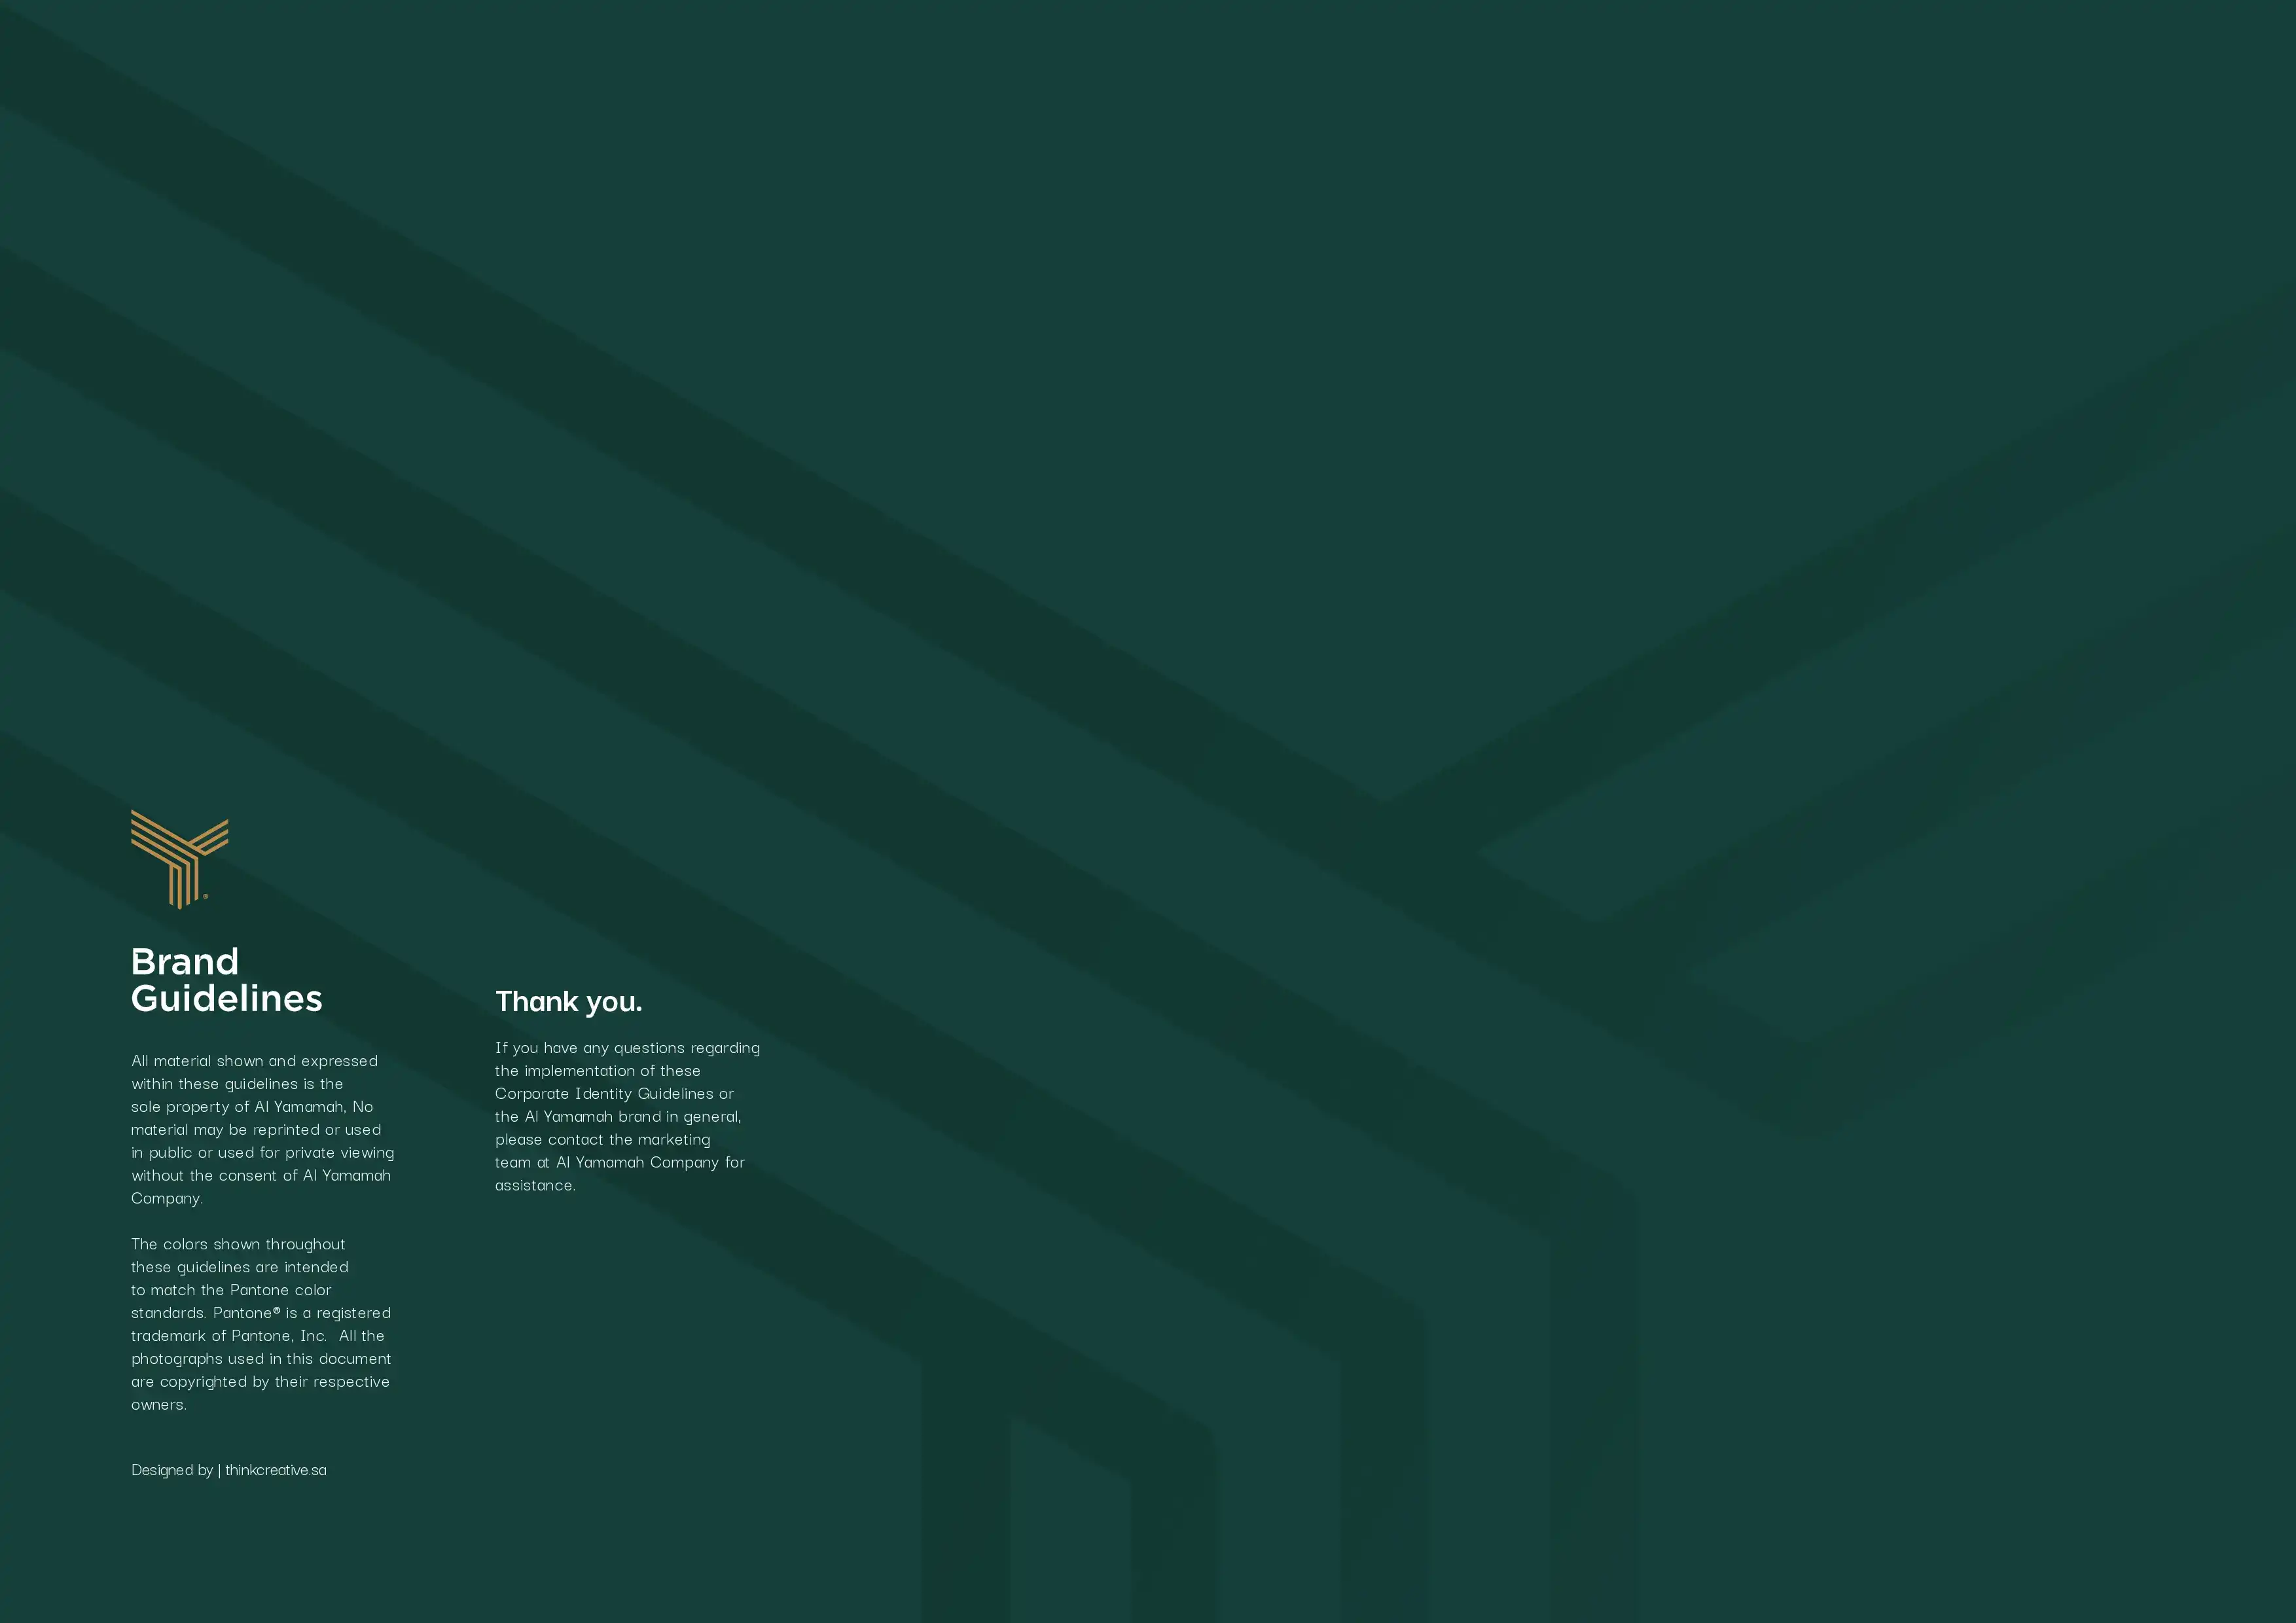 ®
Brand
Guidelines
All material shown and expressed
within these guidelines is the
sole property of Al Yamamah, No
material may be reprinted or used
in public or used for private viewing
without the consent of Al Yamamah
Company.
The colors shown throughout
these guidelines are intended
to match the Pantone color
standards. Pantone® is a registered
trademark of Pantone, Inc.  All the
photographs used in this document
are copyrighted by their respective
owners.
Designed by | thinkcreative.sa
Thank you.
If you have any questions regarding
the implementation of these
Corporate Identity Guidelines or
the Al Yamamah brand in general,
please contact the marketing
team at Al Yamamah Company for
assistance.